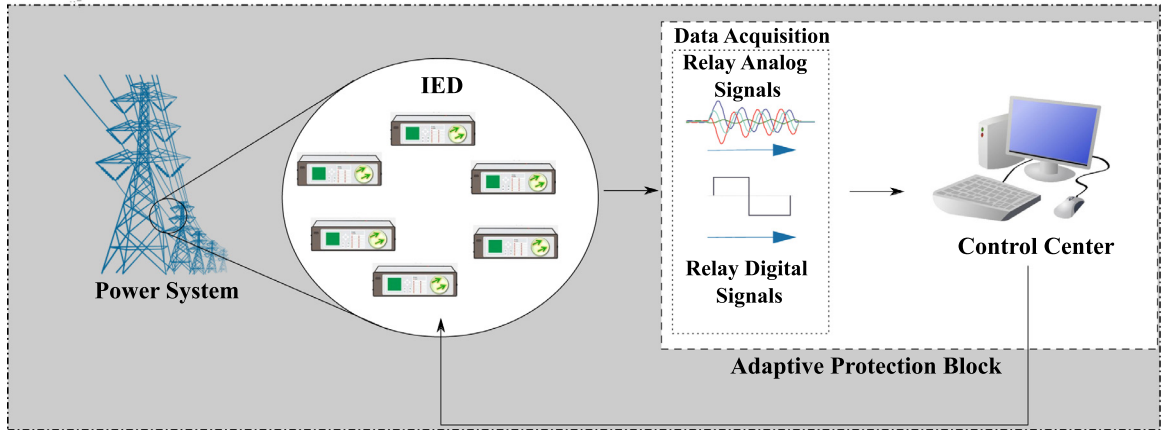 IED
Power System
Data Acquisition
Relay Analog
Signals
Relay Digital
Signals
Control Center
Adaptive Protection Block